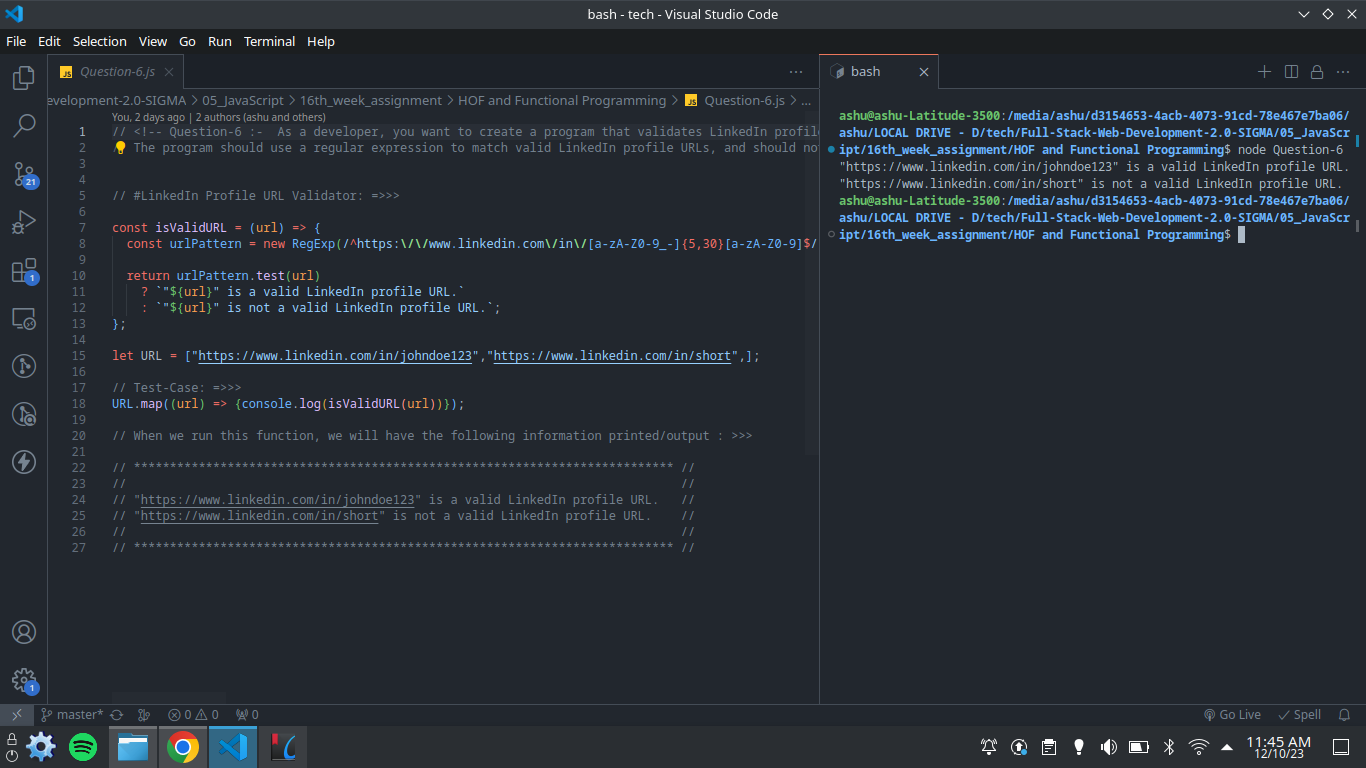 bash - tech - Visual Studio Code
File Edit Selection View Go Run Terminal Help
JS Question-6.js
bash
evelopment-2.0-SIGMA > 05_JavaScript > 16th_week_assignment > HOF and Functional Programming > JS Question-6.js > ...
You, 2 days ago | 2 authors (ashu and others)
1 // <!-- Question-6 :-  As a developer, you want to create a program that validates LinkedIn profile
2 // The program should use a regular expression to match valid LinkedIn profile URLs, and should no
3
4
5 // #LinkedIn Profile URL Validator: =>>>
6
7 const isValidURL = (url) => {
8 const urlPattern = new RegExp(/^https:\/\/www.linkedin.com\/in\/[a-zA-Z0-9_-]{5,30}[a-zA-Z0-9]$/
9
10 return urlPattern.test(url)
11 ? `"${url}" is a valid LinkedIn profile URL.`
12 : `"${url}" is not a valid LinkedIn profile URL.`;
13 };
14
15 let URL = ["https://www.linkedin.com/in/johndoe123","https://www.linkedin.com/in/short",];
16
17 // Test-Case: =>>>
18 URL.map((url) => {console.log(isValidURL(url))});
19
20 // When we run this function, we will have the following information printed/output : >>>
21
22 // *************************************************************************** //
23 // //
24 // "https://www.linkedin.com/in/johndoe123" is a valid LinkedIn profile URL. //
25 // "https://www.linkedin.com/in/short" is not a valid LinkedIn profile URL. //
26 // //
27 // *************************************************************************** //
ashu@ashu-Latitude-3500:/media/ashu/d3154653-4acb-4073-91cd-78e467e7ba06/
ashu/LOCAL DRIVE - D/tech/Full-Stack-Web-Development-2.0-SIGMA/05_JavaScr
ipt/16th_week_assignment/HOF and Functional Programming$ node Question-6
"https://www.linkedin.com/in/johndoe123" is a valid LinkedIn profile URL.
"https://www.linkedin.com/in/short" is not a valid LinkedIn profile URL.
ashu@ashu-Latitude-3500:/media/ashu/d3154653-4acb-4073-91cd-78e467e7ba06/
ashu/LOCAL DRIVE - D/tech/Full-Stack-Web-Development-2.0-SIGMA/05_JavaScr
ipt/16th_week_assignment/HOF and Functional Programming$
21
1
1
master* 0 0 0 Go Live Spell
11:45 AM
12/10/23